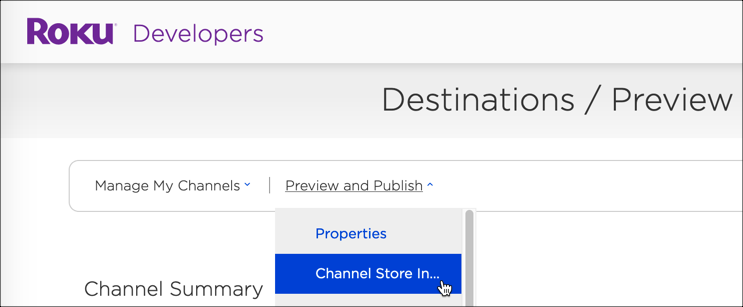 Roku Developers
Destinations / Preview
Manage My Channels | Preview and Publish
Properties
Channel Store In...
Channel Summary